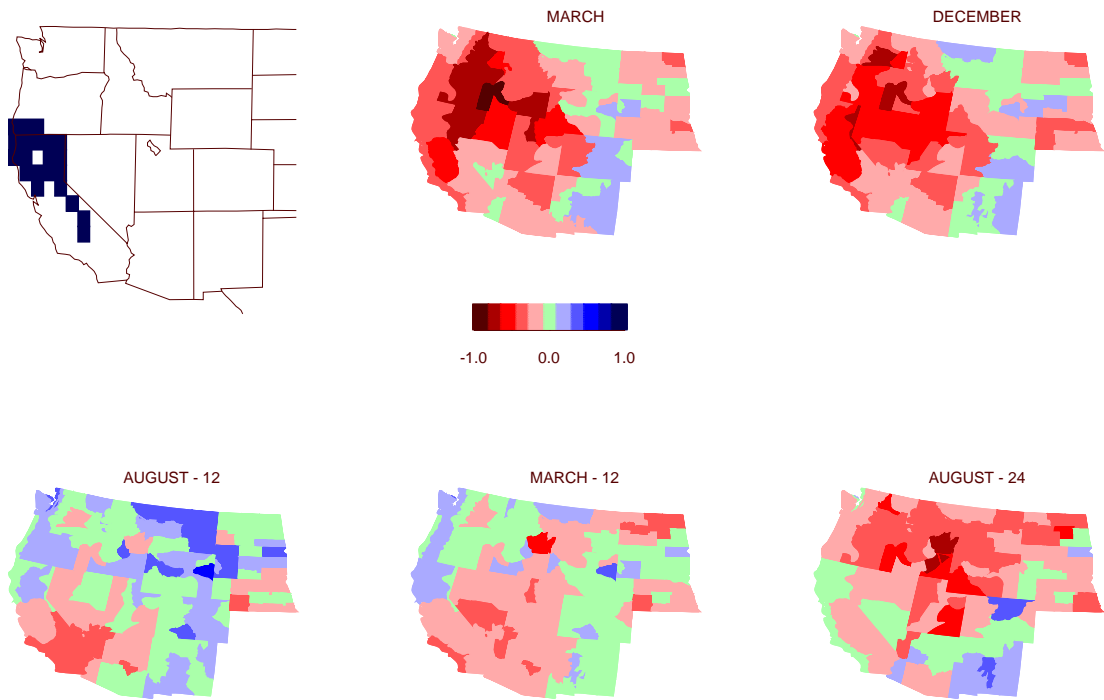 MARCH
DECEMBER
-1.0 0.0 1.0
AUGUST - 12
MARCH - 12
AUGUST - 24